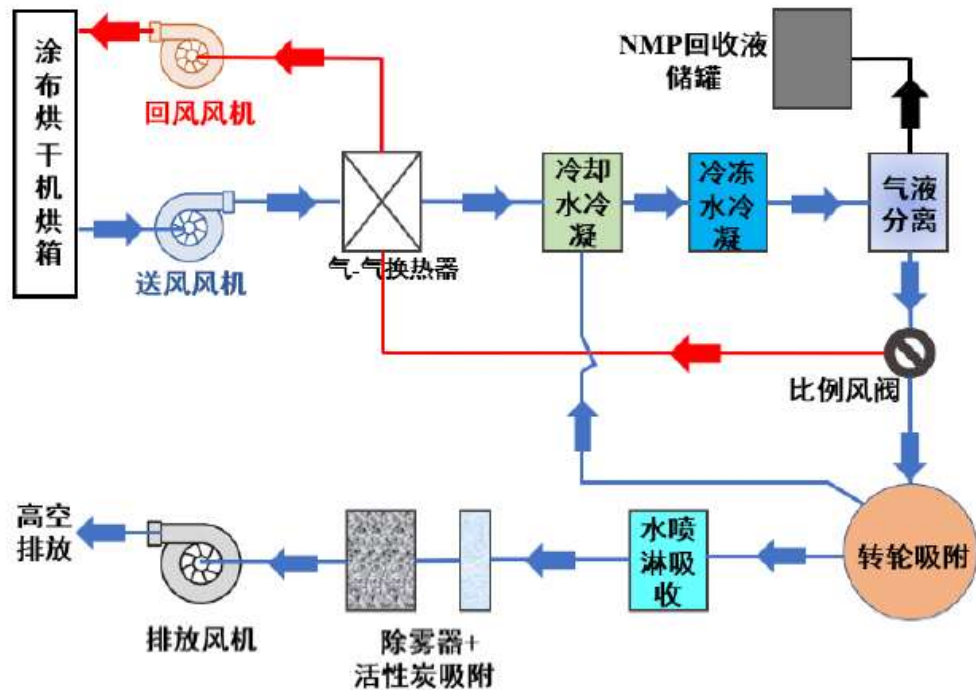 涂布烘干机烘箱
回风风机
送风风机
气-气换热器
冷却
水冷
凝
冷冻
水冷
凝
NMP回收液
储罐
气液
分离
比例风阀
转轮吸附
水喷
淋吸
收
除雾器+
活性炭吸附
排放风机
高空
排放